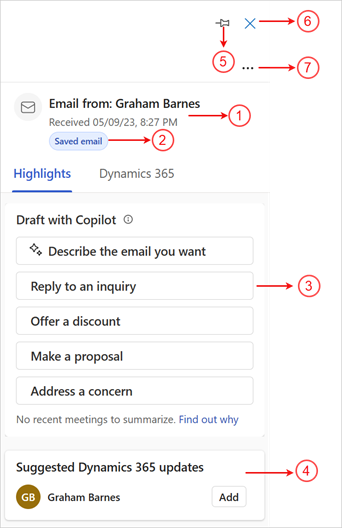 6
5
...
7
Email from: Graham Barnes
Received 05/09/23, 8:27 PM
1
Saved email
2
Highlights
Dynamics 365
Draft with Copilot
Describe the email you want
Reply to an inquiry
3
Offer a discount
Make a proposal
Address a concern
No recent meetings to summarize. Find out why
Suggested Dynamics 365 updates
4
GB Graham Barnes Add